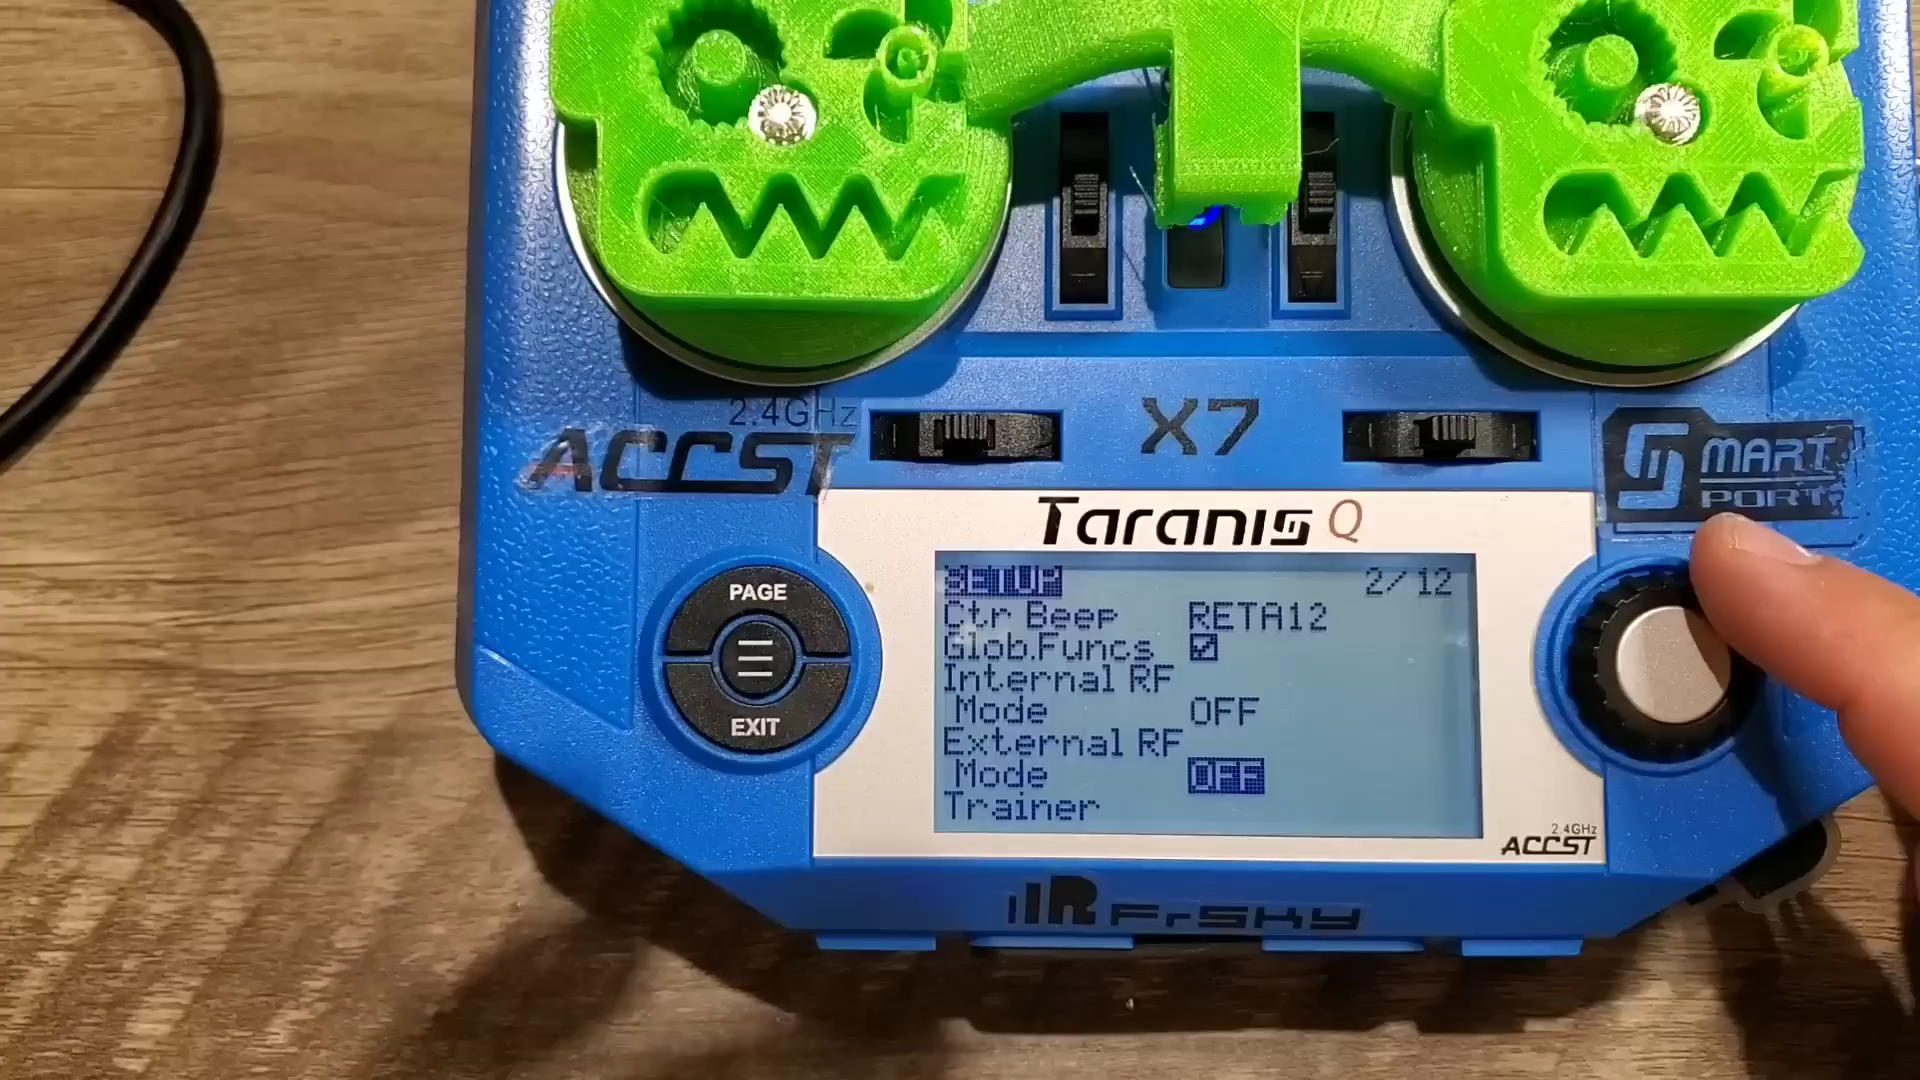 2.4GHz
ACCST
X7
SMART
PORT
Taranis Q
PAGE
EXIT
SETUP 2/12
Ctr Beep RETA12
Glob.Funcs
Internal RF
Mode OFF
External RF
Mode OFF
Trainer
2.4GHz
ACCST
FrSKY